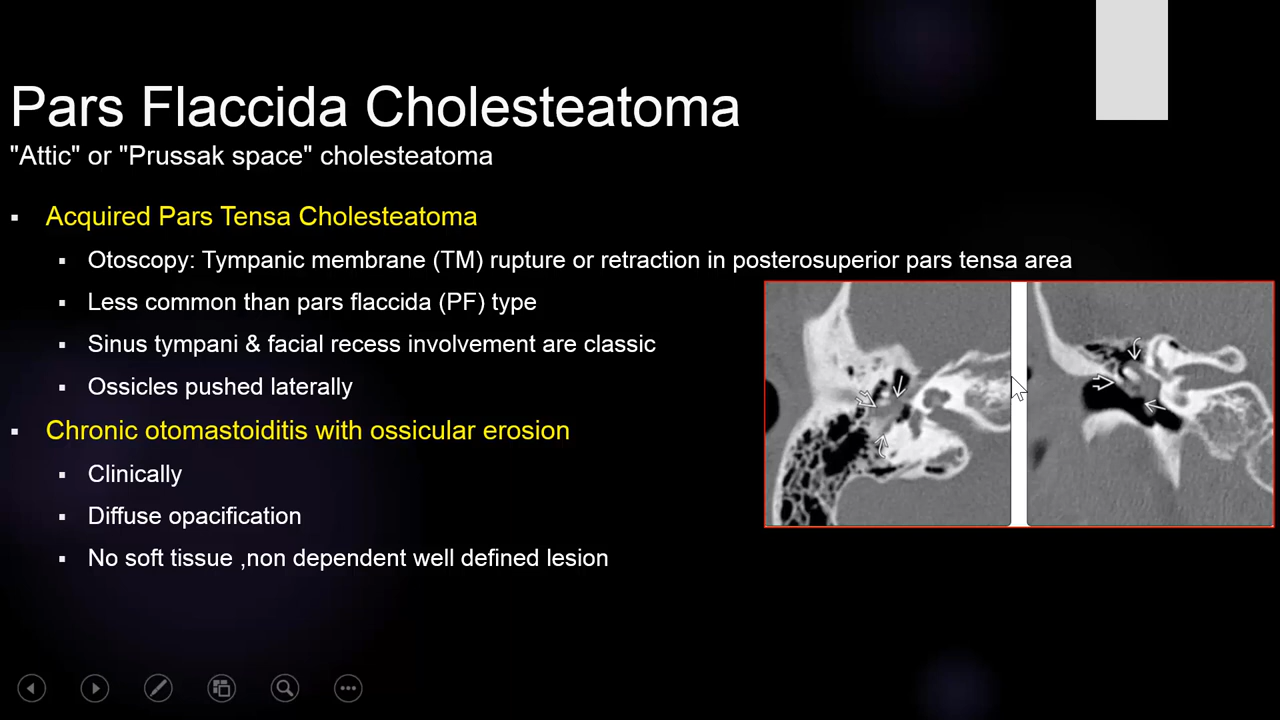 Pars Flaccida Cholesteatoma
"Attic" or "Prussak space" cholesteatoma
Acquired Pars Tensa Cholesteatoma
Otoscopy: Tympanic membrane (TM) rupture or retraction in posterosuperior pars tensa area
Less common than pars flaccida (PF) type
Sinus tympani & facial recess involvement are classic
Ossicles pushed laterally
Chronic otomastoiditis with ossicular erosion
Clinically
Diffuse opacification
No soft tissue ,non dependent well defined lesion